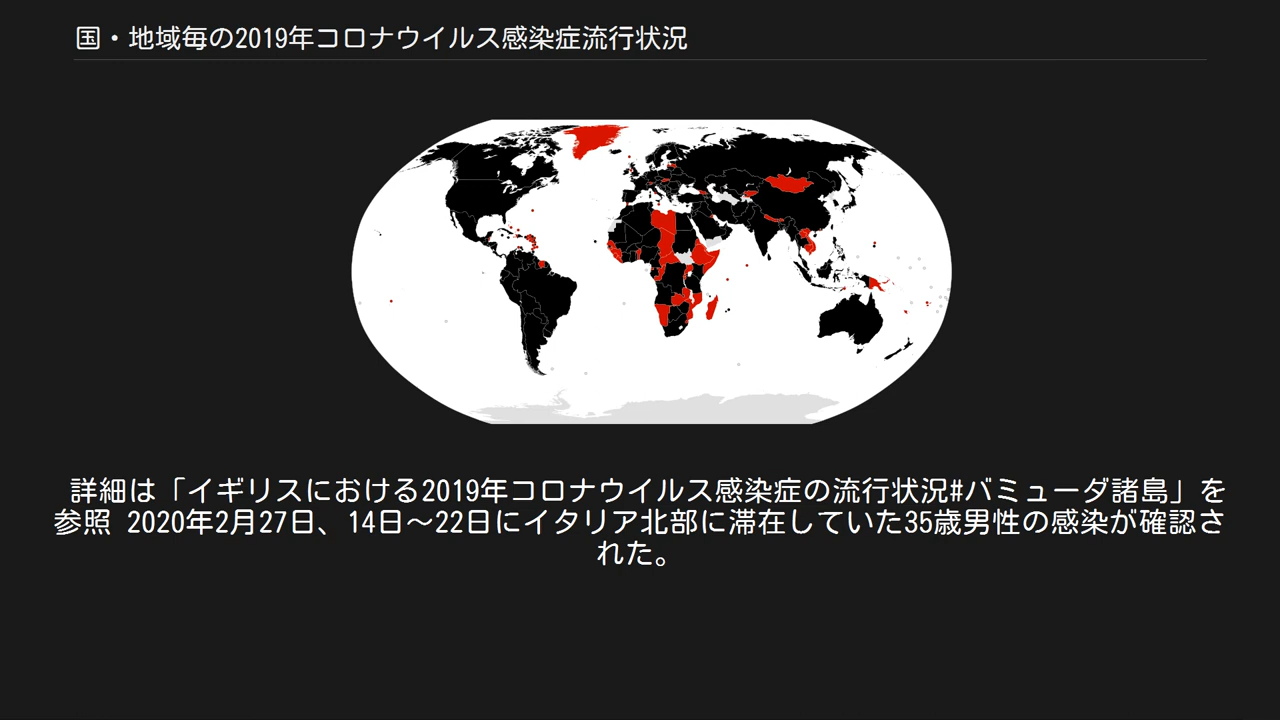 国・地域毎の2019年コロナウイルス感染症流行状況
詳細は「イギリスにおける2019年コロナウイルス感染症の流行状況#バミューダ諸島」を
参照 2020年2月27日、14日〜22日にイタリア北部に滞在していた35歳男性の感染が確認さ
れた。